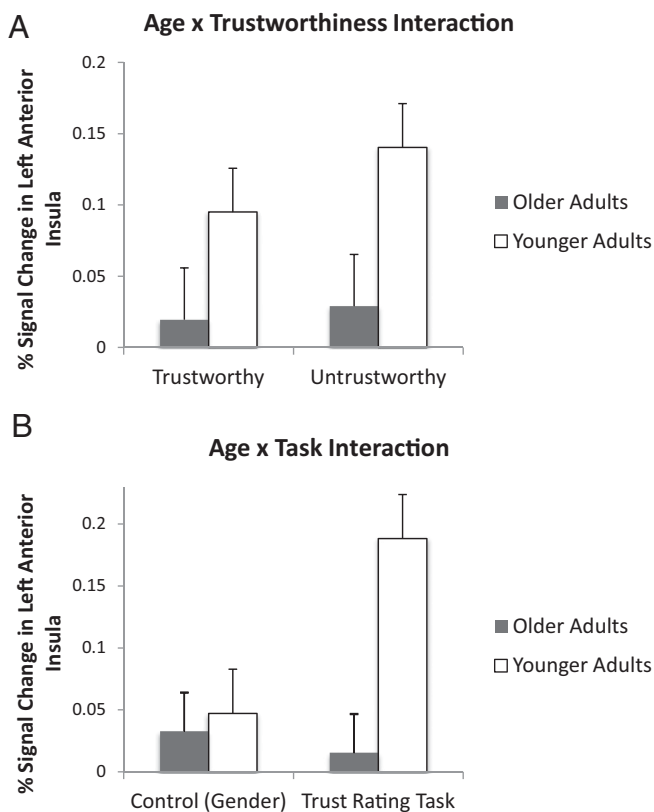 A
Age x Trustworthiness Interaction
% Signal Change in Left Anterior
Insula
0.2
0.15
0.1
0.05
0
Trustworthy Untrustworthy
Older Adults
Younger Adults
B
Age x Task Interaction
% Signal Change in Left Anterior
Insula
0.2
0.15
0.1
0.05
0
Control (Gender) Trust Rating Task
Older Adults
Younger Adults